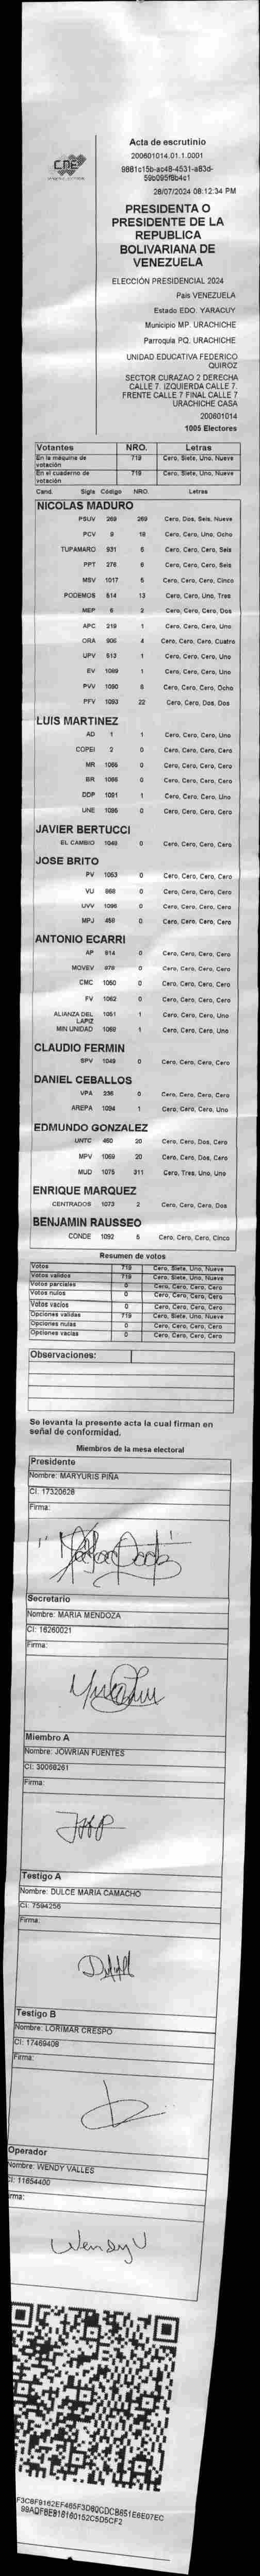 CNE
Acta de escrutinio
200601014.01.1.0001
28/07/2024 08:12:34 PM
PRESIDENTA O
PRESIDENTE DE LA
REPUBLICA
BOLIVARIANA DE
VENEZUELA
ELECCIÓN PRESIDENCIAL 2024
País VENEZUELA
Estado EDO. YARACUY
Municipio MP. URACHICHE
Parroquia PQ. URACHICHE
UNIDAD EDUCATIVA FEDERICO
QUIROZ
SECTOR CURAZAO 2 DERECHA
CALLE 7. IZQUIERDA CALLE 7.
FRENTE CALLE 7 FINAL CALLE 7
URACHICHE CASA
200601014
1005 Electores
Votantes NRO. Letras
En la máquina de votación 719 Cero, Siete, Uno, Nueve
En el cuaderno de votación 719 Cero, Siete, Uno, Nueve
Cand. Sigla Código NRO. Letras
NICOLAS MADURO
PSUV 269 269 Cero, Dos, Seis, Nueve
PCV 9 18 Cero, Cero, Uno, Ocho
TUPAMARO 931 6 Cero, Cero, Cero, Seis
PPT 278 6 Cero, Cero, Cero, Seis
MSV 1017 5 Cero, Cero, Cero, Cinco
PODEMOS 614 13 Cero, Cero, Uno, Tres
MEP 6 2 Cero, Cero, Cero, Dos
APC 219 1 Cero, Cero, Cero, Uno
ORA 906 4 Cero, Cero, Cero, Cuatro
UPV 613 1 Cero, Cero, Cero, Uno
EV 1089 1 Cero, Cero, Cero, Uno
PVV 1090 8 Cero, Cero, Cero, Ocho
PFV 1093 22 Cero, Cero, Dos, Dos
LUIS MARTINEZ
AD 1 1 Cero, Cero, Cero, Uno
COPEI 2 0 Cero, Cero, Cero, Cero
MR 1066 0 Cero, Cero, Cero, Cero
BR 1086 0 Cero, Cero, Cero, Cero
DDP 1091 1 Cero, Cero, Cero, Uno
UNE 1095 0 Cero, Cero, Cero, Cero
JAVIER BERTUCCI
EL CAMBIO 1048 0 Cero, Cero, Cero, Cero
JOSE BRITO
PV 1053 0 Cero, Cero, Cero, Cero
VU 868 0 Cero, Cero, Cero, Cero
UVV 1096 0 Cero, Cero, Cero, Cero
MPJ 458 0 Cero, Cero, Cero, Cero
ANTONIO ECARRI
AP 914 0 Cero, Cero, Cero, Cero
MOVEV 978 0 Cero, Cero, Cero, Cero
CMC 1050 0 Cero, Cero, Cero, Cero
FV 1062 0 Cero, Cero, Cero, Cero
ALIANZA DEL LAPIZ 1051 1 Cero, Cero, Cero, Uno
MIN UNIDAD 1069 1 Cero, Cero, Cero, Uno
CLAUDIO FERMIN
SPV 1049 0 Cero, Cero, Cero, Cero
DANIEL CEBALLOS
VPA 236 0 Cero, Cero, Cero, Cero
AREPA 1094 1 Cero, Cero, Cero, Uno
EDMUNDO GONZALEZ
UNTC 460 20 Cero, Cero, Dos, Cero
MPV 1069 20 Cero, Cero, Dos, Cero
MUD 1075 311 Cero, Tres, Uno, Uno
ENRIQUE MARQUEZ
CENTRADOS 1073 2 Cero, Cero, Cero, Dos
BENJAMIN RAUSSEO
CONDE 1092 5 Cero, Cero, Cero, Cinco
Resumen de votos
Votos 719 Cero, Siete, Uno, Nueve
Votos validos 719 Cero, Siete, Uno, Nueve
Votos parciales 0 Cero, Cero, Cero, Cero
Votos nulos 0 Cero, Cero, Cero, Cero
Votos vacíos 0 Cero, Cero, Cero, Cero
Opciones validas 719 Cero, Siete, Uno, Nueve
Opciones nulas 0 Cero, Cero, Cero, Cero
Opciones vacías 0 Cero, Cero, Cero, Cero
Observaciones:
Se levanta la presente acta la cual firman en
señal de conformidad.
Miembros de la mesa electoral
Presidente
Nombre: MARYURIS PIÑA
CI: 17320628
Firma:
Secretario
Nombre: MARIA MENDOZA
CI: 16260021
Firma:
Miembro A
Nombre: JOWRIAN FUENTES
CI: 30068261
Firma:
Testigo A
Nombre: DULCE MARIA CAMACHO
CI: 7594256
Firma:
Testigo B
Nombre: LORIMAR CRESPO
CI: 17469408
Firma:
Operador
Nombre: WENDY VALLES
CI: 11654400
Firma:
Wendy V